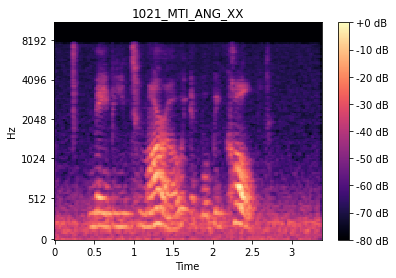 1021_MTI_ANG_XX
8192
4096
2048
1024
512
0
Hz
0
0.5
1
1.5
2
2.5
3
Time
+0 dB
-10 dB
-20 dB
-30 dB
-40 dB
-50 dB
-60 dB
-70 dB
-80 dB